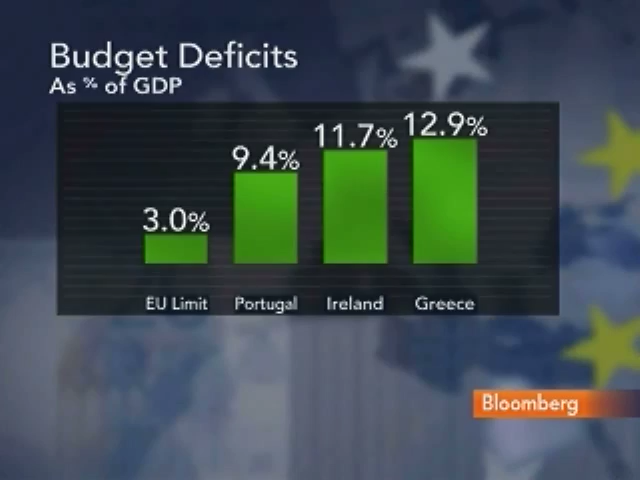 Budget Deficits
As % of GDP
3.0%
9.4%
11.7%
12.9%
EU Limit
Portugal
Ireland
Greece
Bloomberg